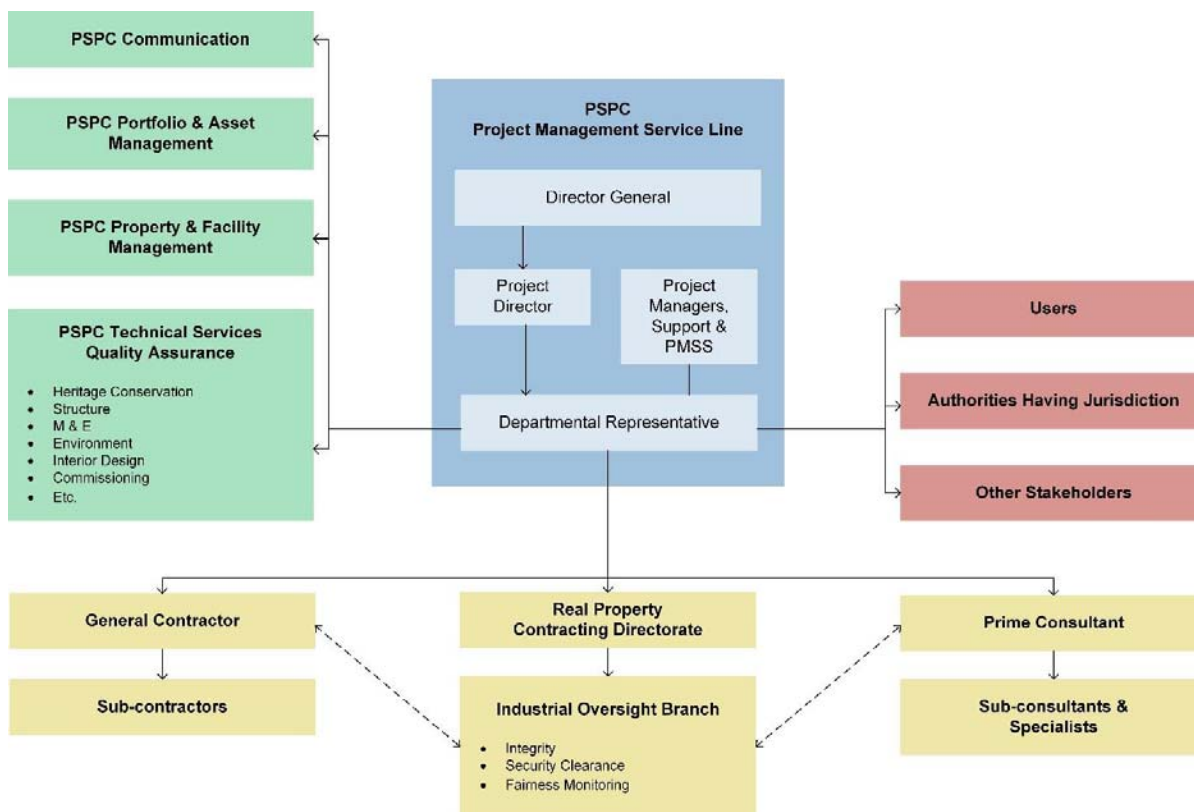 PSPC Communication
PSPC Portfolio & Asset
Management
PSPC Property & Facility
Management
PSPC Technical Services
Quality Assurance
• Heritage Conservation
• Structure
• M & E
• Environment
• Interior Design
• Commissioning
• Etc.
PSPC
Project Management Service Line
Director General
Project
Director
Project
Managers,
Support &
PMSS
Departmental Representative
Users
Authorities Having Jurisdiction
Other Stakeholders
General Contractor
Sub-contractors
Real Property
Contracting Directorate
Industrial Oversight Branch
• Integrity
• Security Clearance
• Fairness Monitoring
Prime Consultant
Sub-consultants &
Specialists